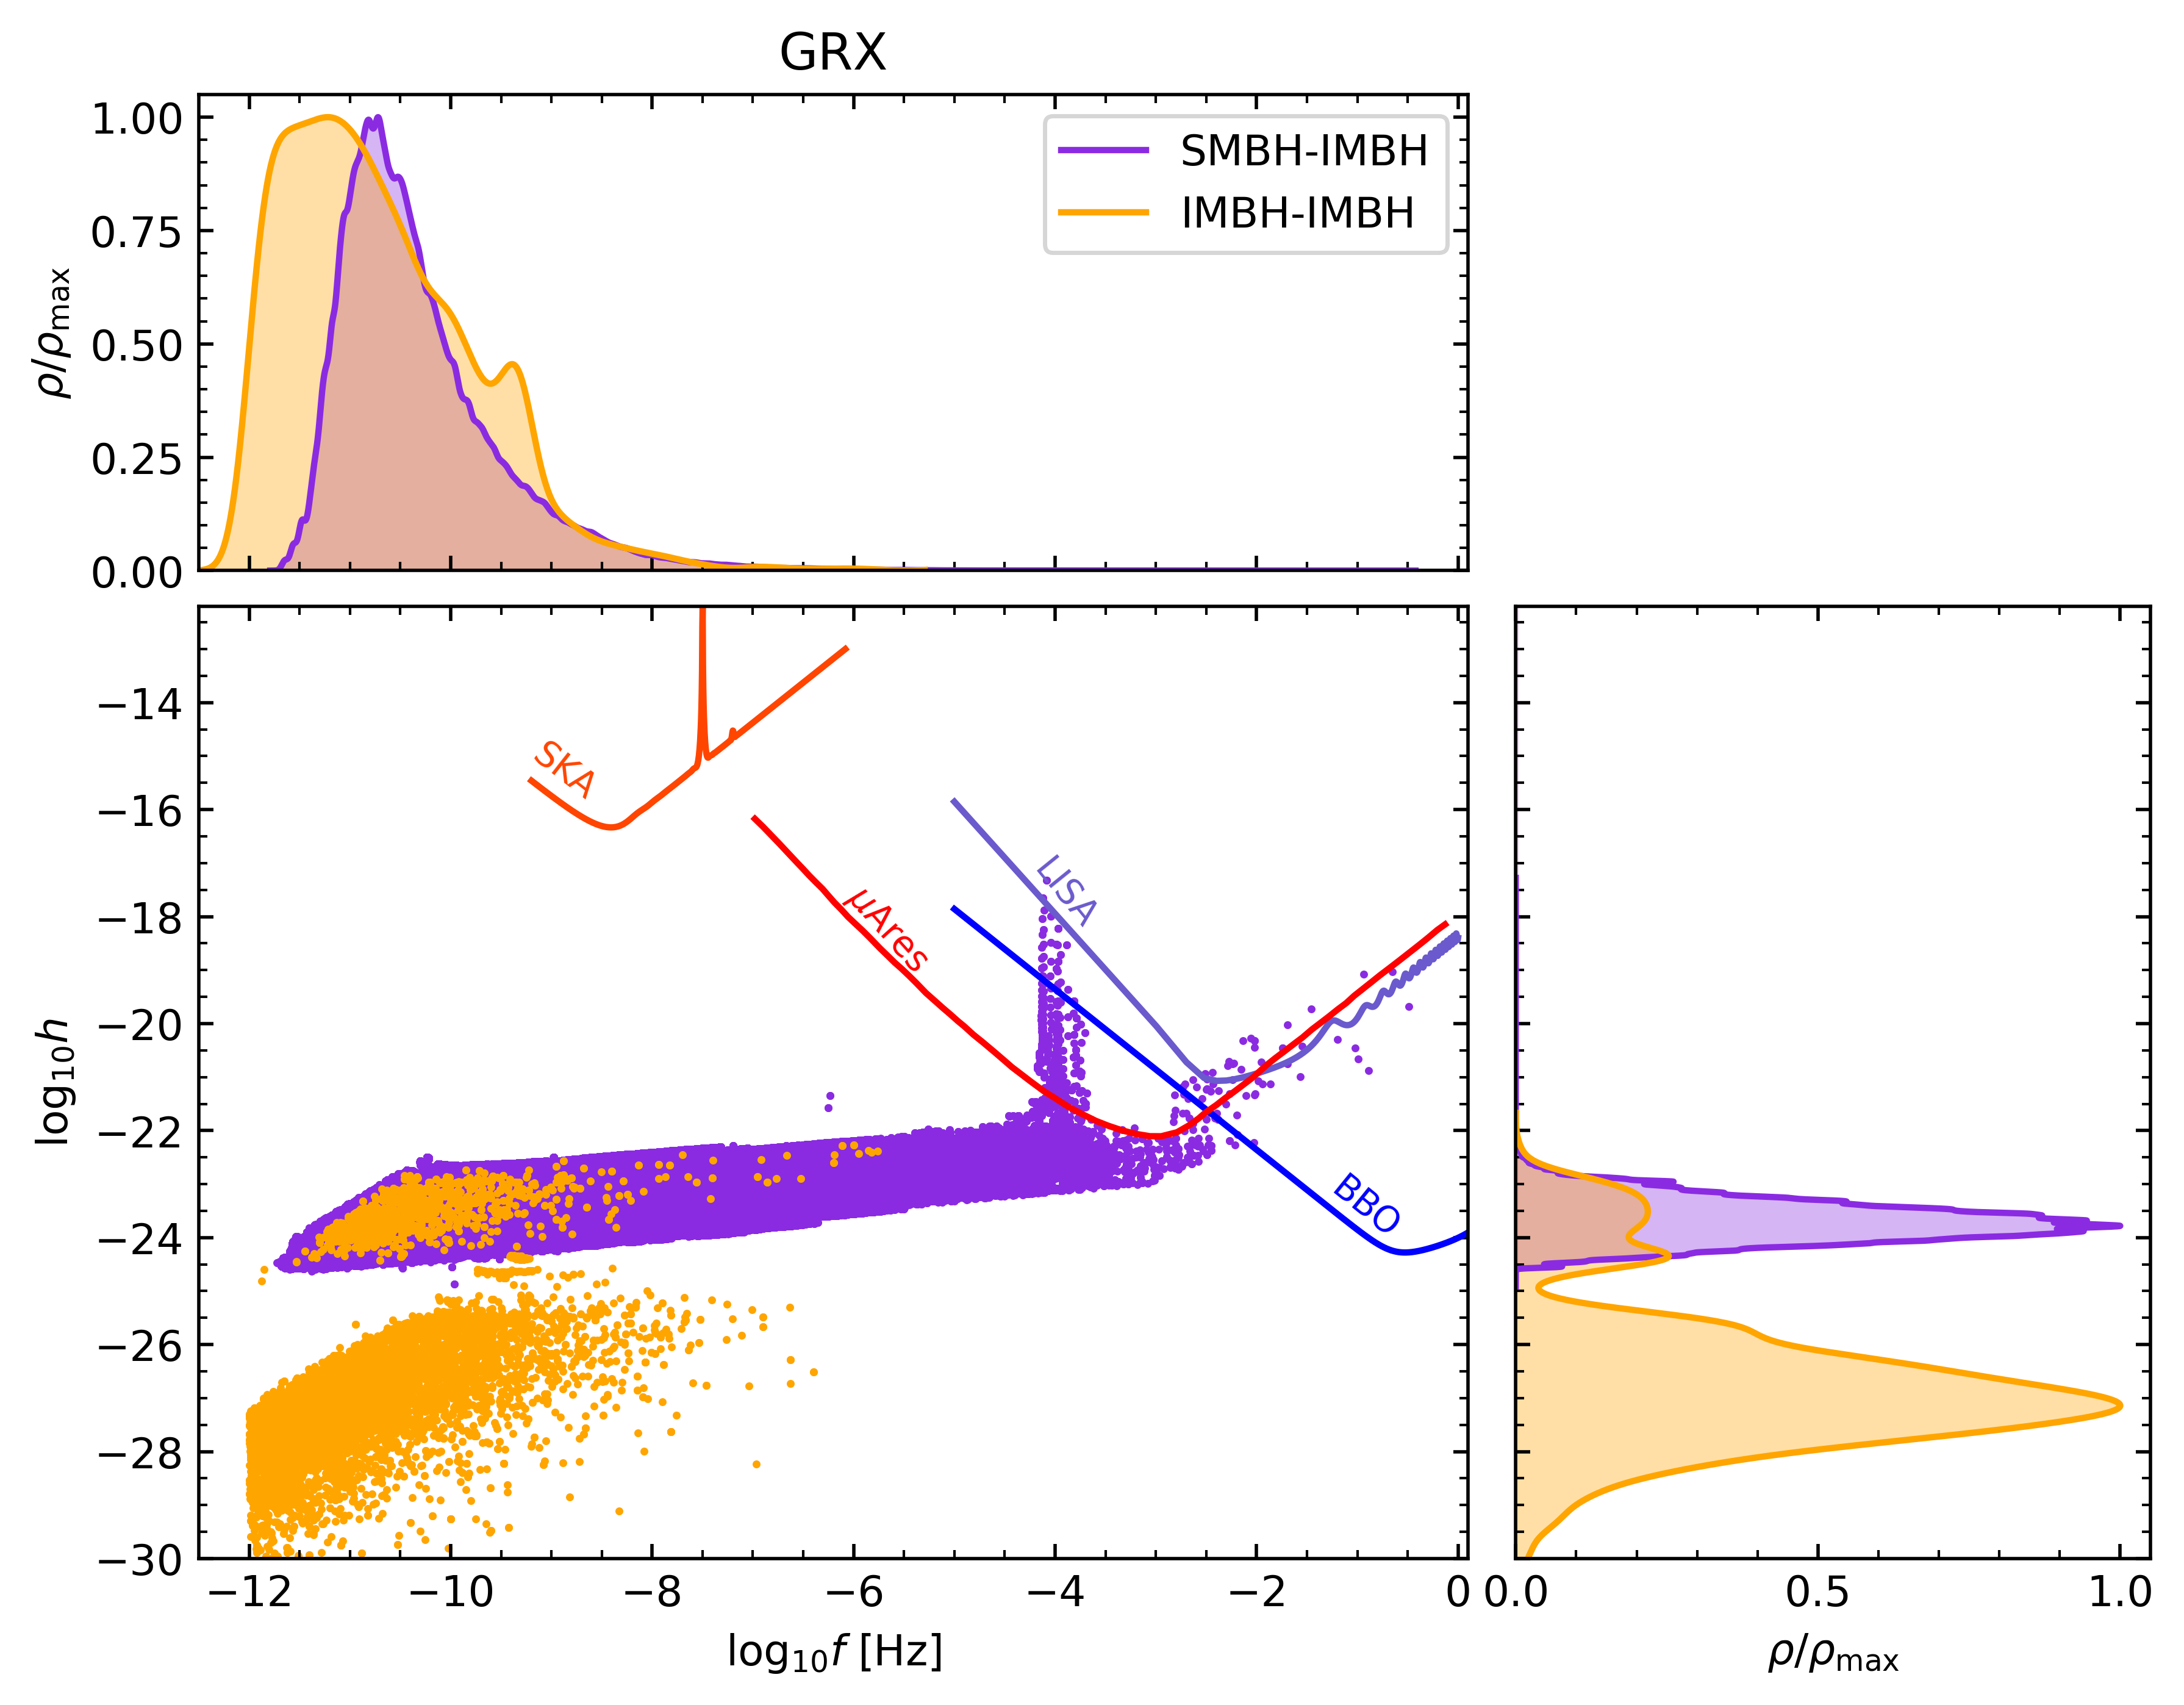 GRX
1.00
0.75
0.50
0.25
0.00
ρ/ρmax
SMBH-IMBH
IMBH-IMBH
−14
−16
−18
−20
−22
−24
−26
−28
−30
log10h
SKA
μAres
LISA
BBO
−12 −10 −8 −6 −4 −2 0
log10f [Hz]
0.0 0.5 1.0
ρ/ρmax